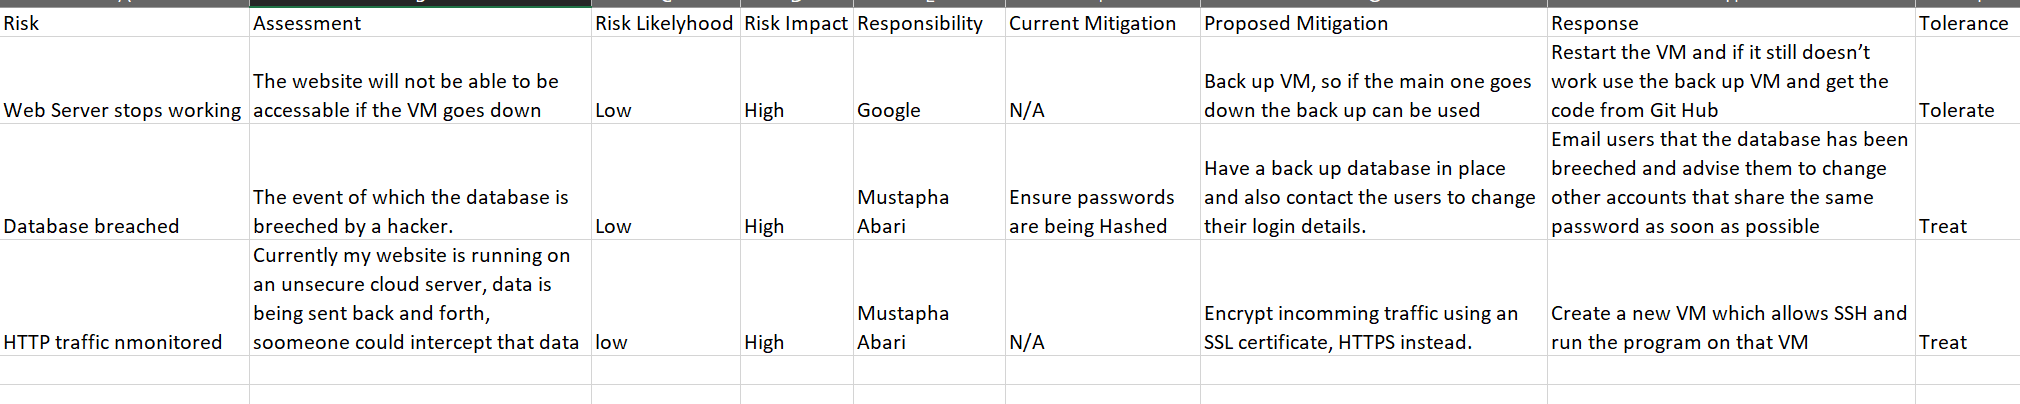 Risk
Assessment
Risk Likelyhood
Risk Impact
Responsibility
Current Mitigation
Proposed Mitigation
Response
Tolerance
Web Server stops working
The website will not be able to be
accessable if the VM goes down
Low
High
Google
N/A
Back up VM, so if the main one goes
down the back up can be used
Restart the VM and if it still doesn’t
work use the back up VM and get the
code from Git Hub
Tolerate
Database breached
The event of which the database is
breeched by a hacker.
Low
High
Mustapha
Abari
Ensure passwords
are being Hashed
Have a back up database in place
and also contact the users to change
their login details.
Email users that the database has been
breeched and advise them to change
other accounts that share the same
password as soon as possible
Treat
HTTP traffic nmonitored
Currently my website is running on
an unsecure cloud server, data is
being sent back and forth,
soomeone could intercept that data
low
High
Mustapha
Abari
N/A
Encrypt incomming traffic using an
SSL certificate, HTTPS instead.
Create a new VM which allows SSH and
run the program on that VM
Treat